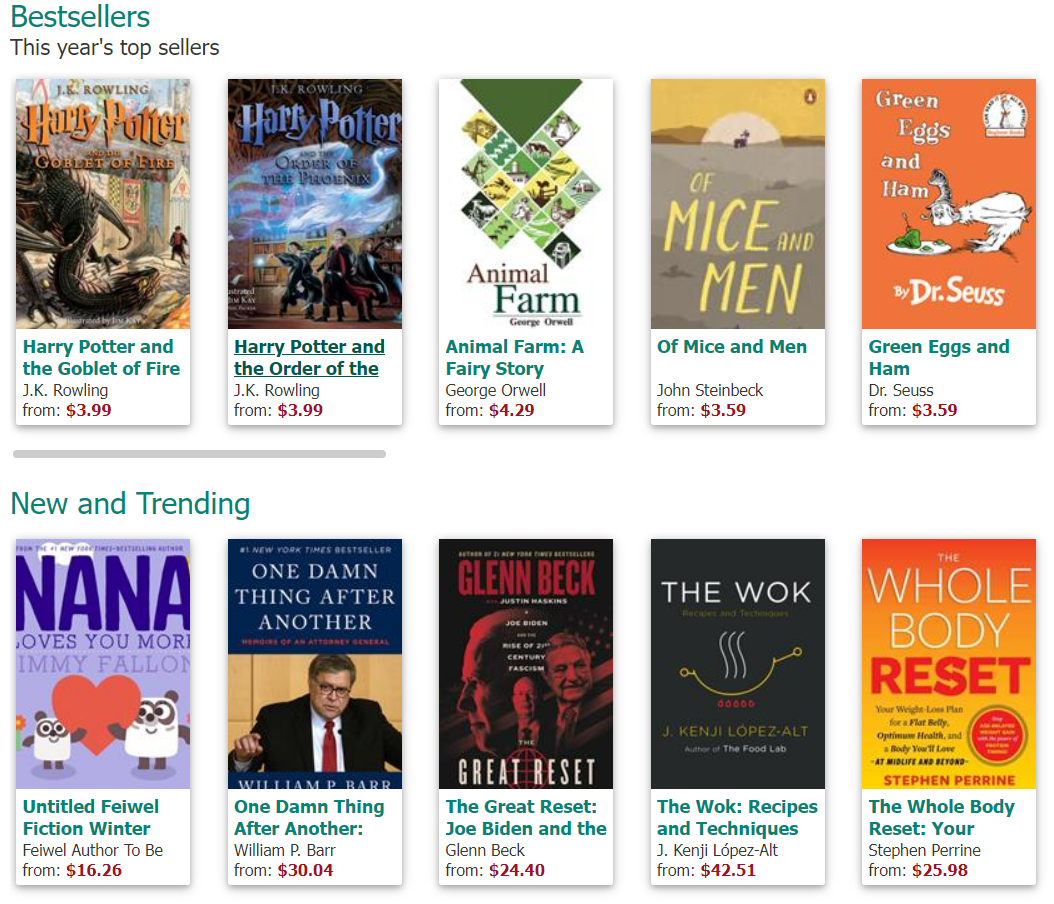 Bestsellers
This year's top sellers
J.K. ROWLING
Harry Potter
AND THE
GOBLET OF FIRE
Illustrated by JIM KAY
Harry Potter and
the Goblet of Fire
J.K. Rowling
from: $3.99
J.K. ROWLING
Harry Potter
AND THE
ORDER OF
THE PHOENIX
JIM KAY
Harry Potter and
the Order of the
J.K. Rowling
from: $3.99
Animal
Farm
George Orwell
Animal Farm: A
Fairy Story
George Orwell
from: $4.29
OF
MICE AND
MEN
Of Mice and Men
John Steinbeck
from: $3.59
Green
Eggs
and
Ham
Beginner Books
By Dr. Seuss
Green Eggs and
Ham
Dr. Seuss
from: $3.59
New and Trending
FROM THE #1 NEW YORK TIMES-BESTSELLING AUTHOR
NANA
LOVES YOU MORE
JIMMY FALLON
Untitled Feiwel
Fiction Winter
Feiwel Author To Be
from: $16.26
#1 NEW YORK TIMES BESTSELLER
ONE DAMN
THING AFTER
ANOTHER
MEMOIRS OF AN ATTORNEY GENERAL
WILLIAM P. BARR
One Damn Thing
After Another:
William P. Barr
from: $30.04
AUTHOR OF 12 NEW YORK TIMES BESTSELLERS
GLENN BECK
WITH JUSTIN HASKINS
JOE BIDEN
AND THE
RISE OF 21ST
CENTURY
FASCISM
THE
GREAT RESET
The Great Reset:
Joe Biden and the
Glenn Beck
from: $24.40
THE WOK
Recipes and Techniques
J. KENJI LÓPEZ-ALT
Author of The Food Lab
The Wok: Recipes
and Techniques
J. Kenji López-Alt
from: $42.51
THE
WHOLE
BODY
RESET
Your Weight-Loss Plan
for a Flat Belly,
Optimum Health, and
a Body You'll Love
-AT MIDLIFE AND BEYOND-
Stop
AGE-RELATED
WEIGHT GAIN
with the power of
PROTEIN
TIMING!
STEPHEN PERRINE
The Whole Body
Reset: Your
Stephen Perrine
from: $25.98